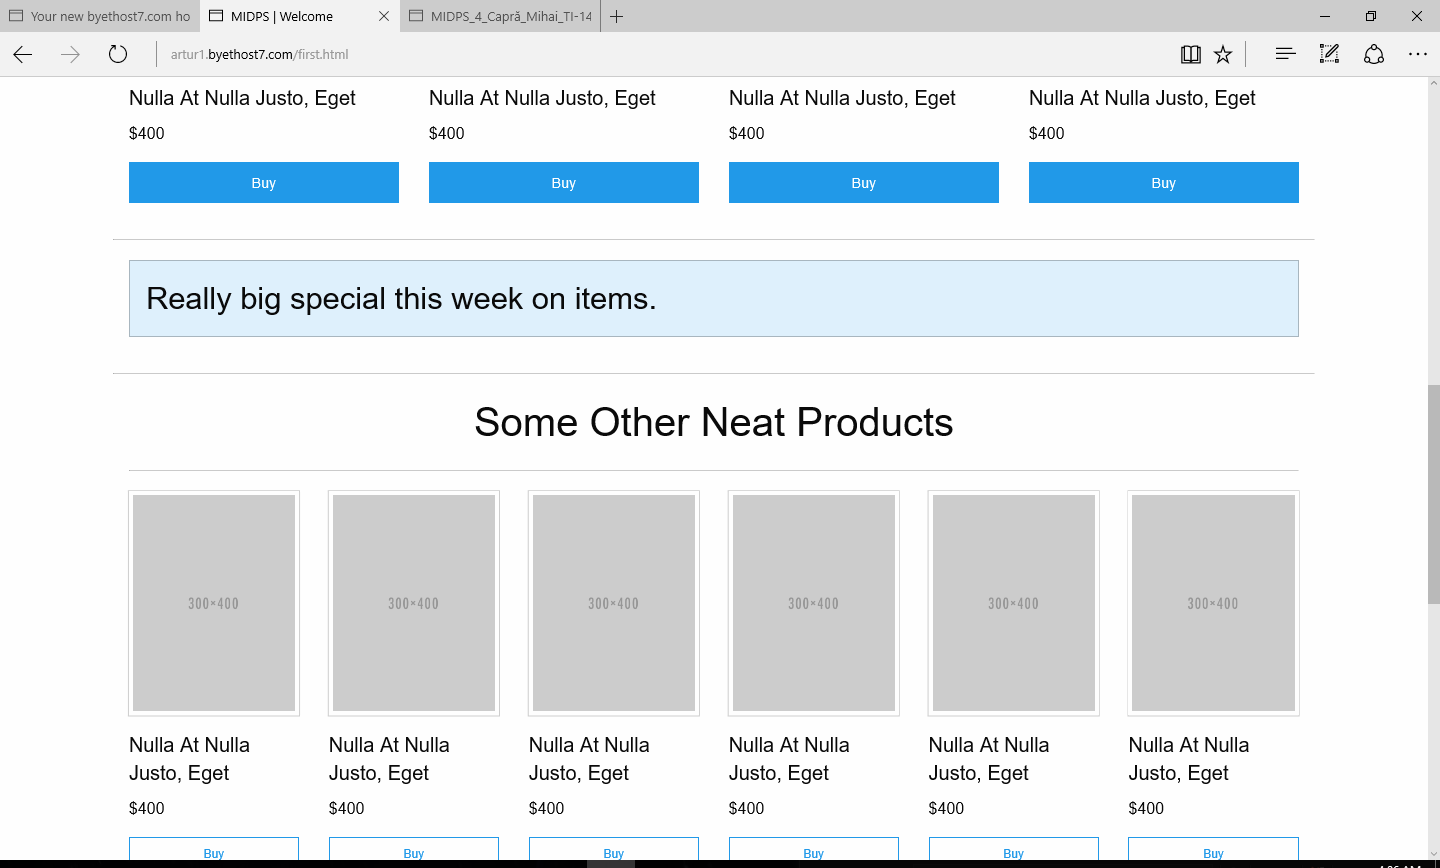 Your new byethost7.com ho
MIDPS | Welcome
MIDPS_4_Capră_Mihai_TI-14
artur1.byethost7.com/first.html
Nulla At Nulla Justo, Eget Nulla At Nulla Justo, Eget Nulla At Nulla Justo, Eget Nulla At Nulla Justo, Eget
$400 $400 $400 $400
Buy Buy Buy Buy
Really big special this week on items.
Some Other Neat Products
300×400 300×400 300×400 300×400 300×400 300×400
Nulla At Nulla Nulla At Nulla Nulla At Nulla Nulla At Nulla Nulla At Nulla Nulla At Nulla
Justo, Eget Justo, Eget Justo, Eget Justo, Eget Justo, Eget Justo, Eget
$400 $400 $400 $400 $400 $400
Buy Buy Buy Buy Buy Buy